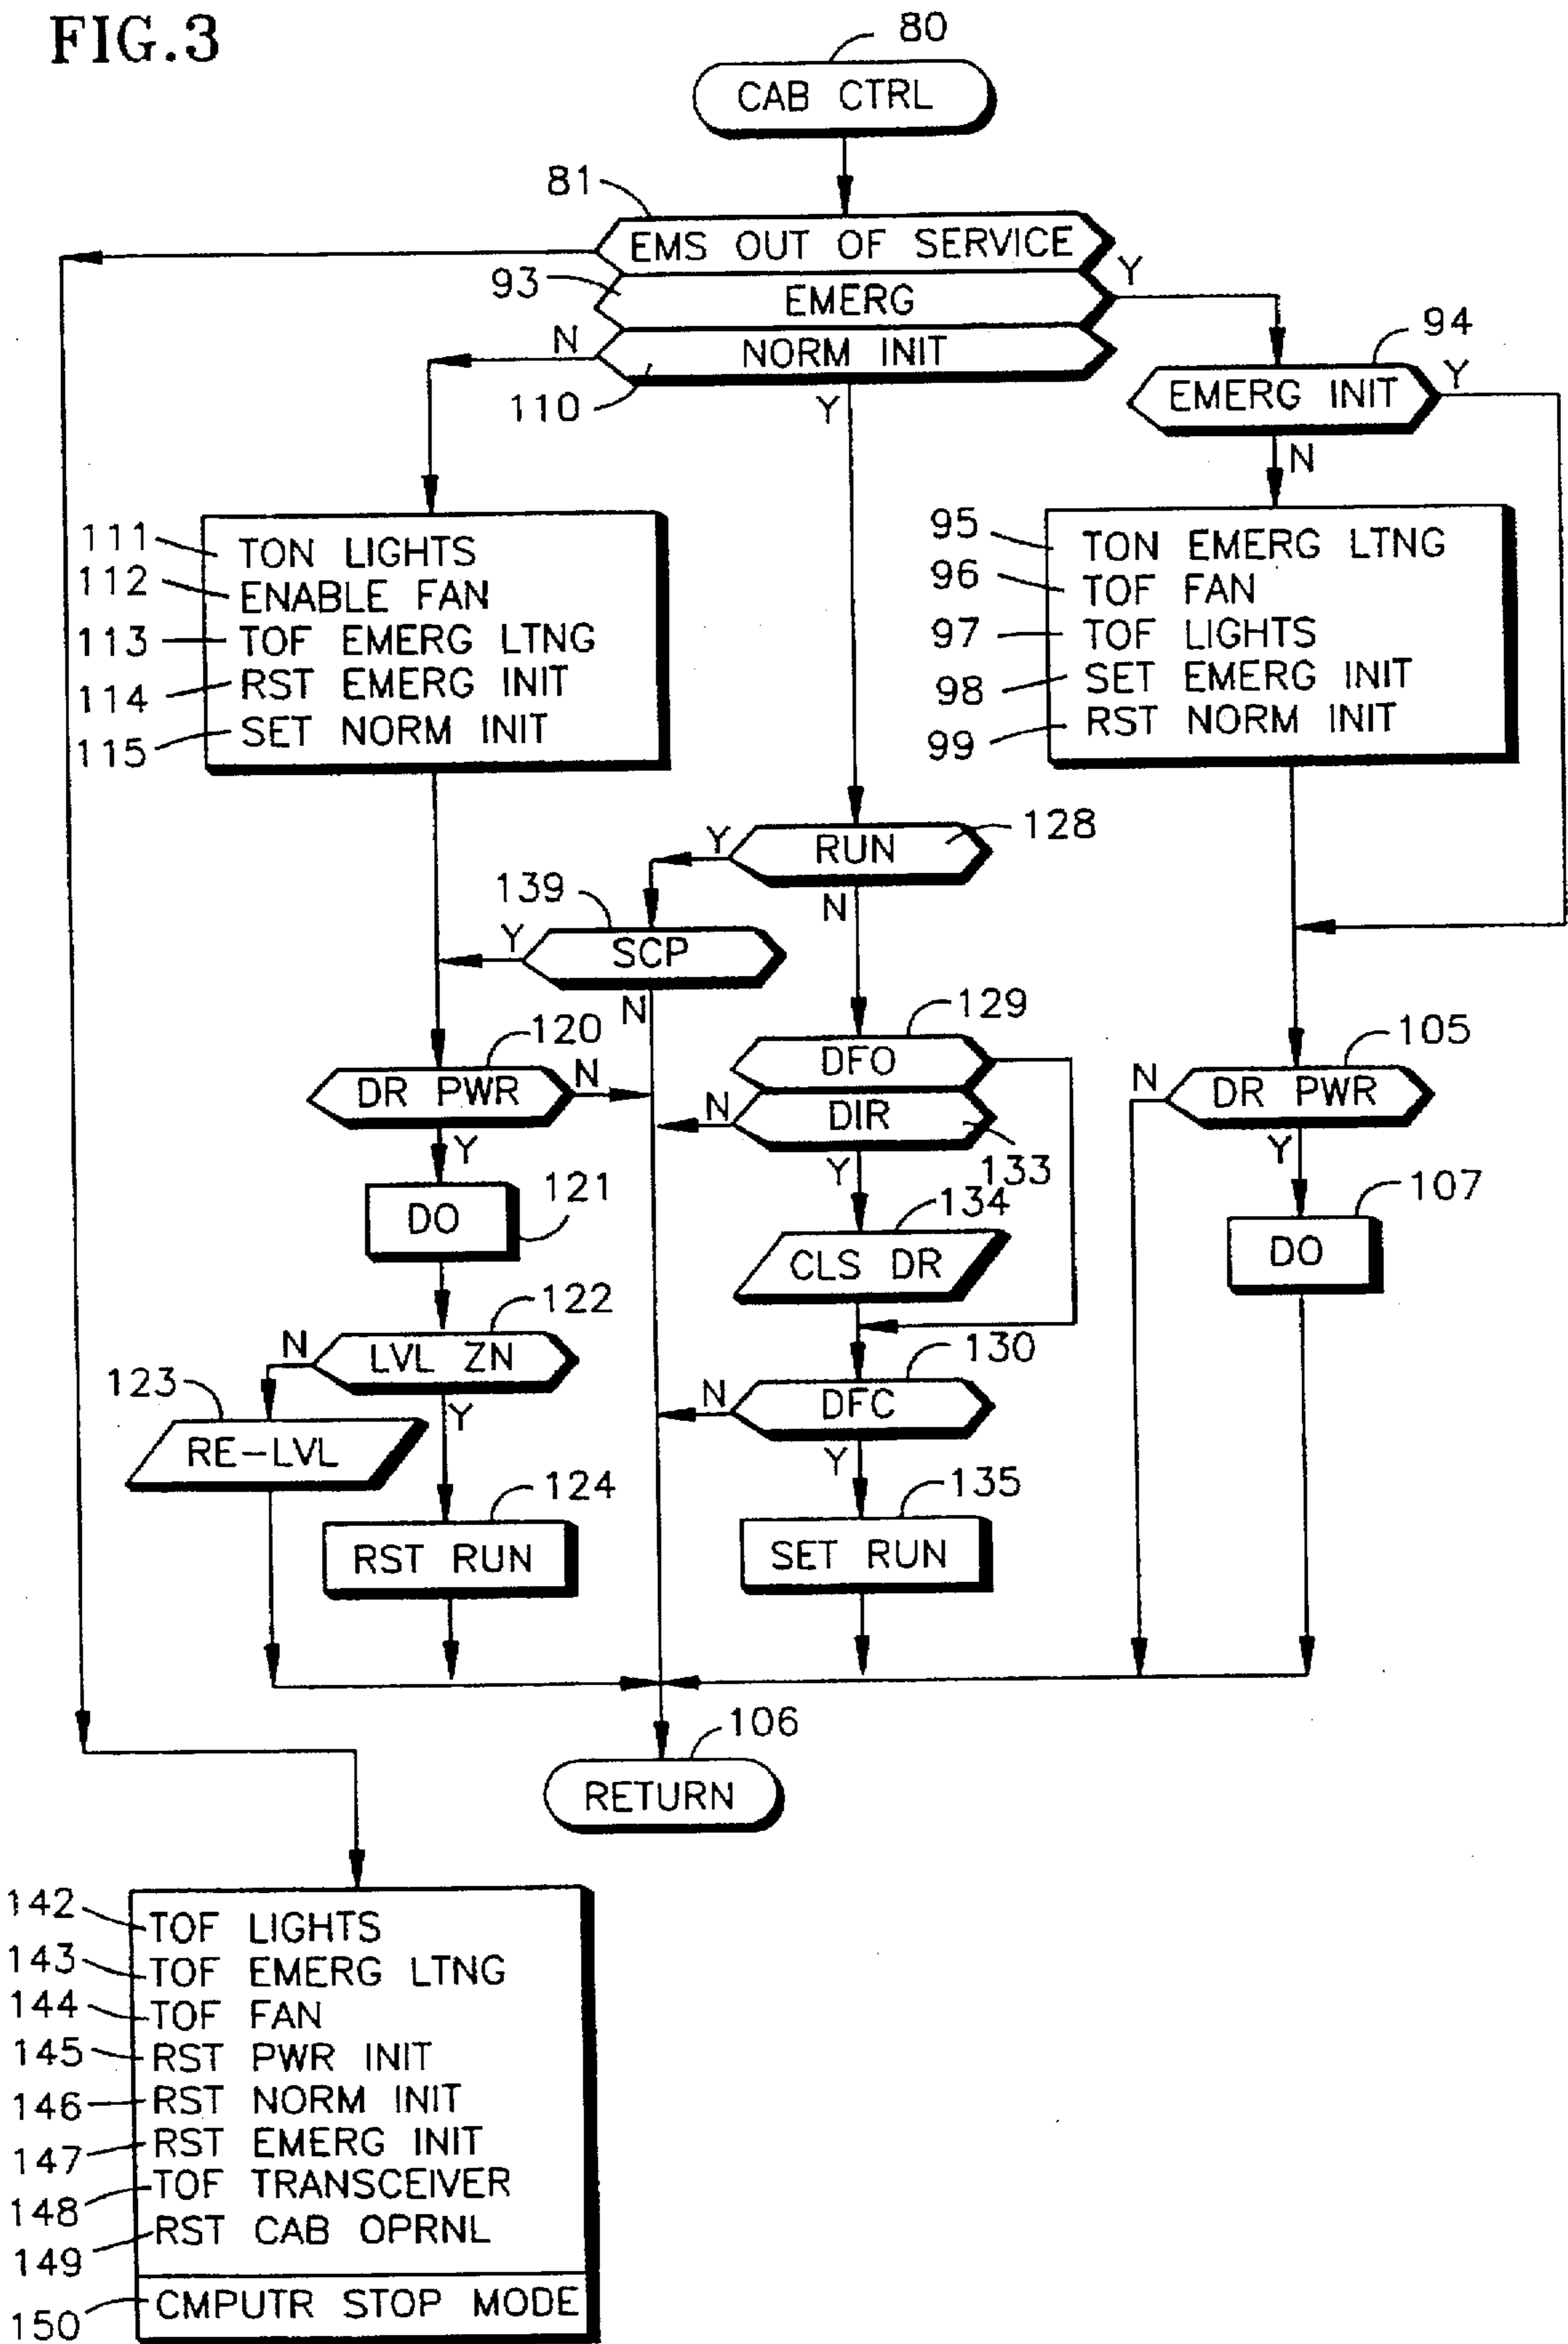 FIG.3
80
CAB CTRL
81
EMS OUT OF SERVICE
93
EMERG
Y
N
NORM INIT
110
Y
94
EMERG INIT
Y
N
111
TON LIGHTS
112
ENABLE FAN
113
TOF EMERG LTNG
114
RST EMERG INIT
115
SET NORM INIT
95
TON EMERG LTNG
96
TOF FAN
97
TOF LIGHTS
98
SET EMERG INIT
99
RST NORM INIT
Y
RUN
128
N
139
Y
SCP
N
120
DR PWR
N
Y
129
DFO
N
DIR
133
Y
105
N
DR PWR
Y
DO
121
134
CLS DR
107
DO
122
N
LVL ZN
Y
123
RE-LVL
130
N
DFC
Y
124
RST RUN
135
SET RUN
106
RETURN
142
TOF LIGHTS
143
TOF EMERG LTNG
144
TOF FAN
145
RST PWR INIT
146
RST NORM INIT
147
RST EMERG INIT
148
TOF TRANSCEIVER
149
RST CAB OPRNL
150
CMPUTR STOP MODE